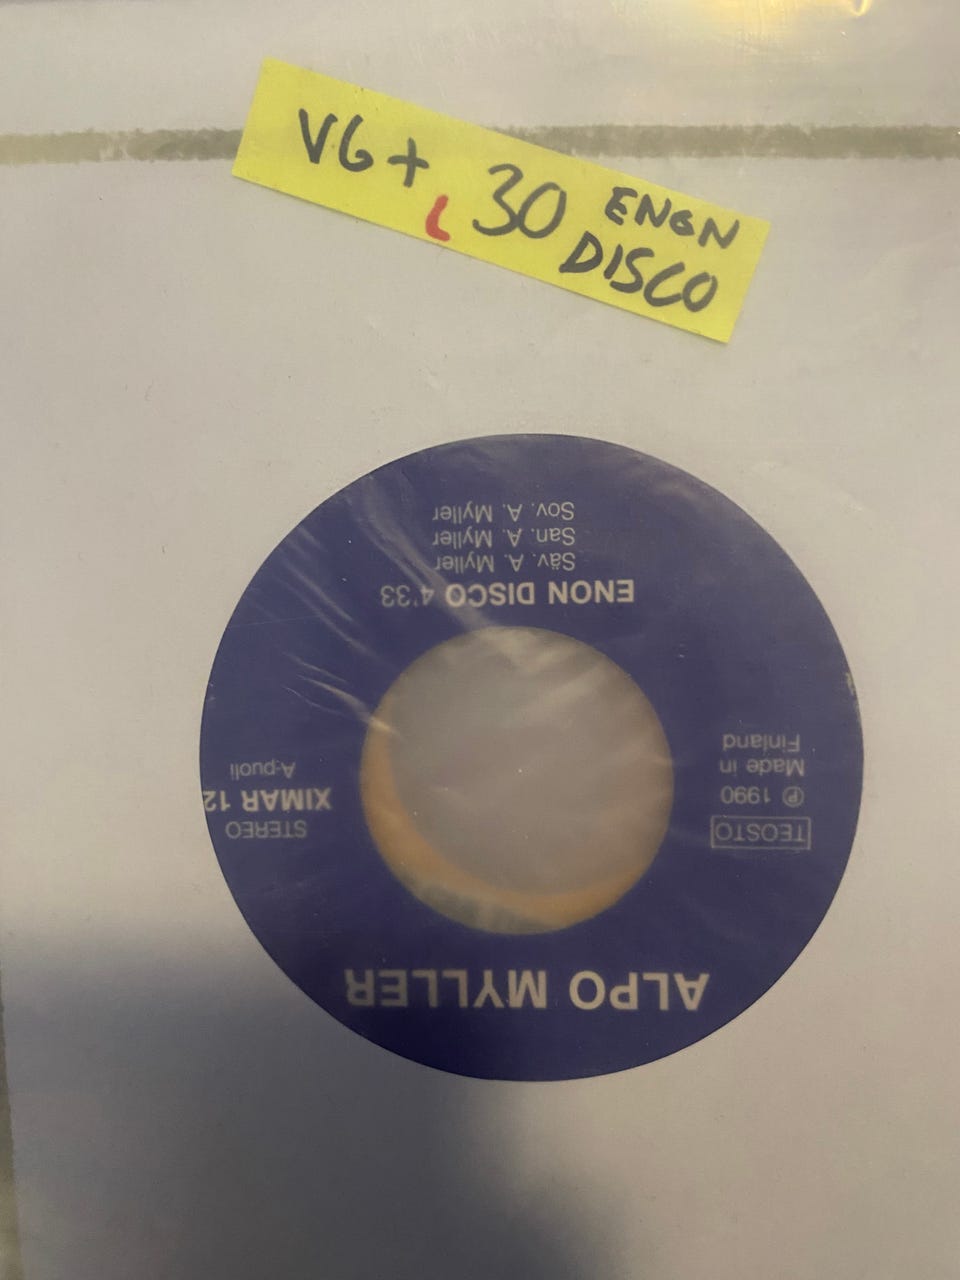 VG+ 30 ENON
DISCO
ALPO MYLLER
TEOSTO
℗ 1990
Made in
Finland
STEREO
XIMAR 12
A-puoli
ENON DISCO 4'33
Säv. A. Myller
San. A. Myller
Sov. A. Myller